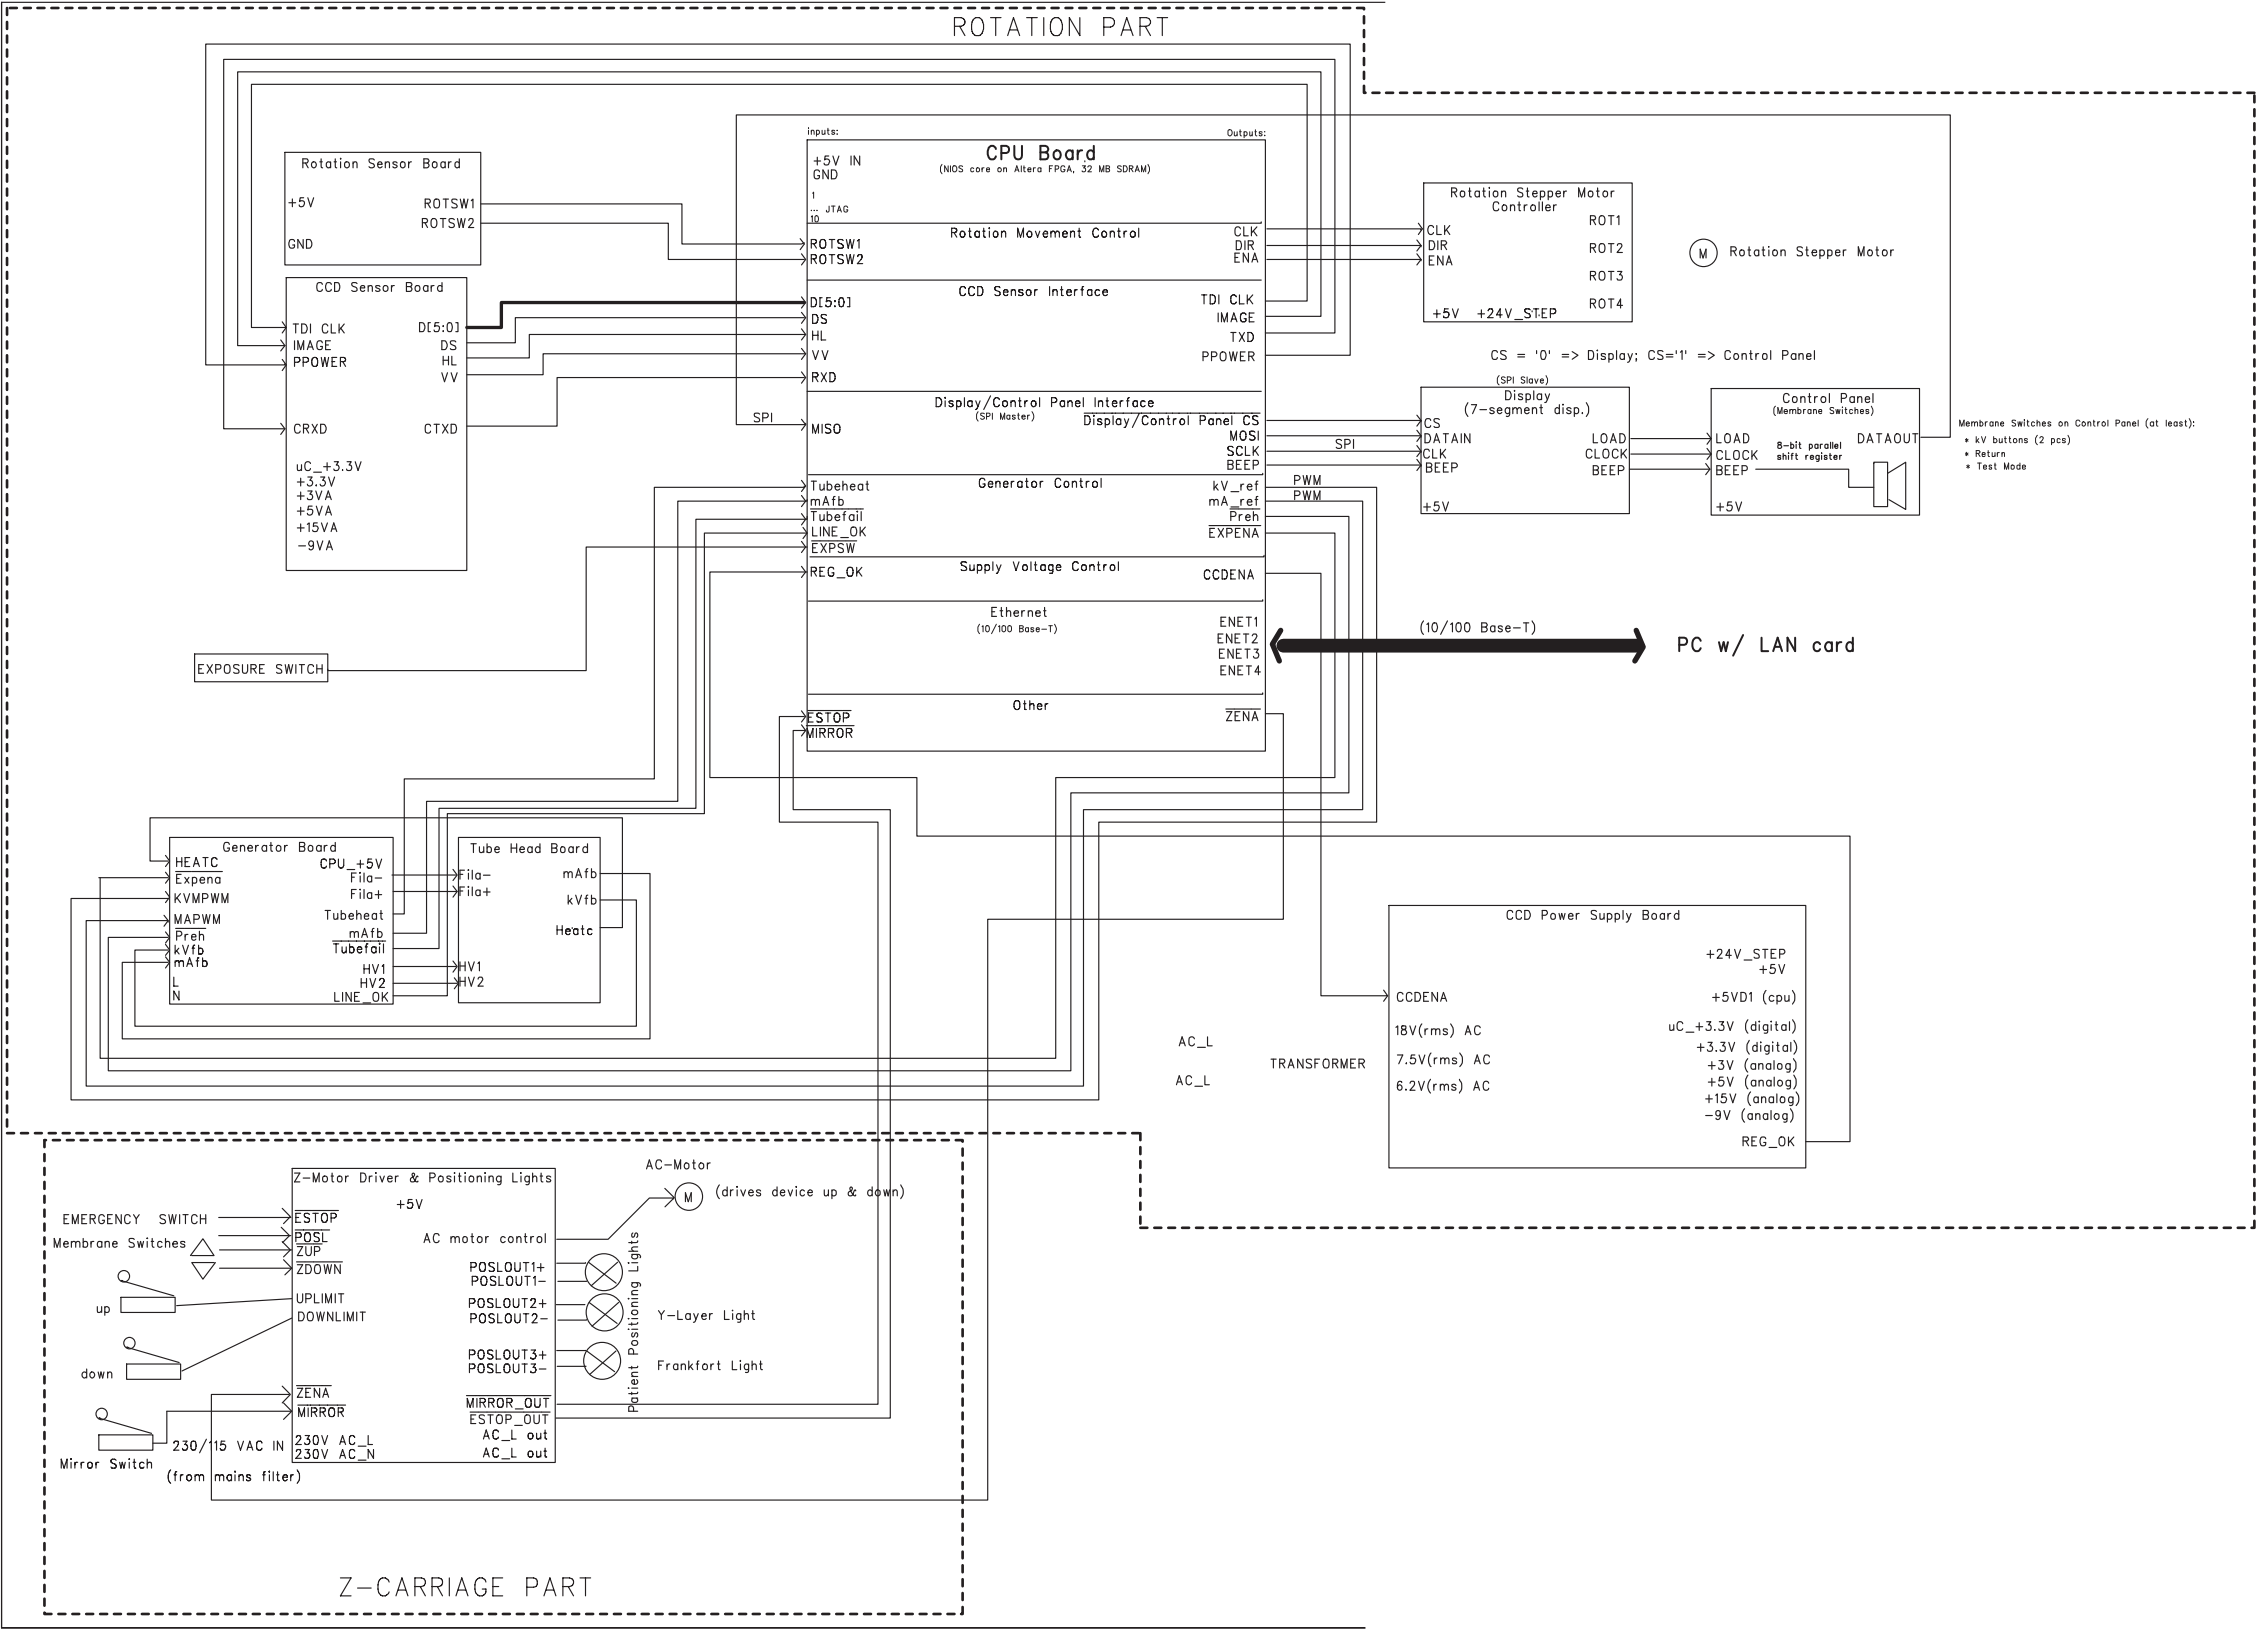 ROTATION PART
inputs:
Outputs:
CPU Board
(NIOS core on Altera FPGA, 32 MB SDRAM)
+5V IN
GND
1
... JTAG
10
Rotation Movement Control
ROTSW1
ROTSW2
CLK
DIR
ENA
CCD Sensor Interface
D[5:0]
DS
HL
VV
RXD
TDI CLK
IMAGE
TXD
PPOWER
Display/Control Panel Interface
(SPI Master)
SPI
MISO
Display/Control Panel CS
MOSI
SCLK
BEEP
Generator Control
Tubeheat
mAfb
Tubefail
LINE_OK
EXPSW
kV_ref
mA_ref
Preh
EXPENA
PWM
PWM
Supply Voltage Control
REG_OK
CCDENA
Ethernet
(10/100 Base-T)
ENET1
ENET2
ENET3
ENET4
Other
ESTOP
MIRROR
ZENA
Rotation Sensor Board
+5V
GND
ROTSW1
ROTSW2
CCD Sensor Board
TDI CLK
IMAGE
PPOWER
CRXD
D[5:0]
DS
HL
VV
CTXD
uC_+3.3V
+3.3V
+3VA
+5VA
+15VA
-9VA
EXPOSURE SWITCH
Rotation Stepper Motor
Controller
CLK
DIR
ENA
ROT1
ROT2
ROT3
ROT4
+5V +24V_STEP
M
Rotation Stepper Motor
CS = '0' => Display; CS='1' => Control Panel
(SPI Slave)
Display
(7-segment disp.)
CS
DATAIN
CLK
BEEP
SPI
LOAD
CLOCK
BEEP
+5V
Control Panel
(Membrane Switches)
LOAD
CLOCK
BEEP
8-bit parallel
shift register
DATAOUT
+5V
Membrane Switches on Control Panel (at least):
* kV buttons (2 pcs)
* Return
* Test Mode
(10/100 Base-T)
PC w/ LAN card
Generator Board
HEATC
Expena
KVMPWM
MAPWM
Preh
kVfb
mAfb
L
N
CPU_+5V
Fila-
Fila+
Tubeheat
mAfb
Tubefail
HV1
HV2
LINE_OK
Tube Head Board
Fila-
Fila+
HV1
HV2
mAfb
kVfb
Heatc
CCD Power Supply Board
CCDENA
18V(rms) AC
7.5V(rms) AC
6.2V(rms) AC
+24V_STEP
+5V
+5VD1 (cpu)
uC_+3.3V (digital)
+3.3V (digital)
+3V (analog)
+5V (analog)
+15V (analog)
-9V (analog)
REG_OK
AC_L
TRANSFORMER
AC_L
Z-Motor Driver & Positioning Lights
+5V
ESTOP
POSL
ZUP
ZDOWN
UPLIMIT
DOWNLIMIT
ZENA
MIRROR
230V AC_L
230V AC_N
AC motor control
POSLOUT1+
POSLOUT1-
POSLOUT2+
POSLOUT2-
POSLOUT3+
POSLOUT3-
MIRROR_OUT
ESTOP_OUT
AC_L out
AC_L out
EMERGENCY SWITCH
Membrane Switches
up
down
Mirror Switch
230/115 VAC IN
(from mains filter)
AC-Motor
M
(drives device up & down)
Patient Positioning Lights
Y-Layer Light
Frankfort Light
Z-CARRIAGE PART